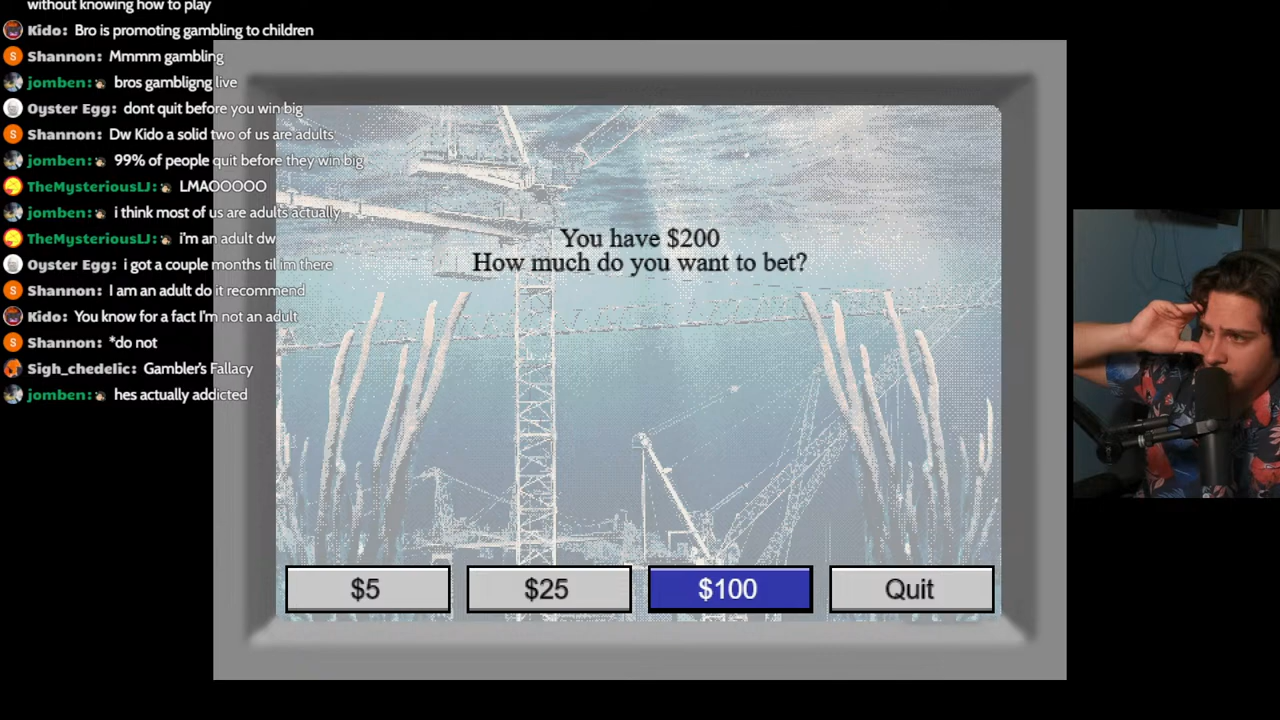 without knowing how to play
Kido: Bro is promoting gambling to children
Shannon: Mmmm gambling
jomben: bros gambligng live
Oyster Egg: dont quit before you win big
Shannon: Dw Kido a solid two of us are adults
jomben: 99% of people quit before they win big
TheMysteriousLJ: LMAOOOOO
jomben: i think most of us are adults actually
TheMysteriousLJ: i'm an adult dw
Oyster Egg: i got a couple months til im there
Shannon: I am an adult do it recommend
Kido: You know for a fact I'm not an adult
Shannon: *do not
Sigh_chedelic: Gambler's Fallacy
jomben: hes actually addicted
You have $200
How much do you want to bet?
$5
$25
$100
Quit